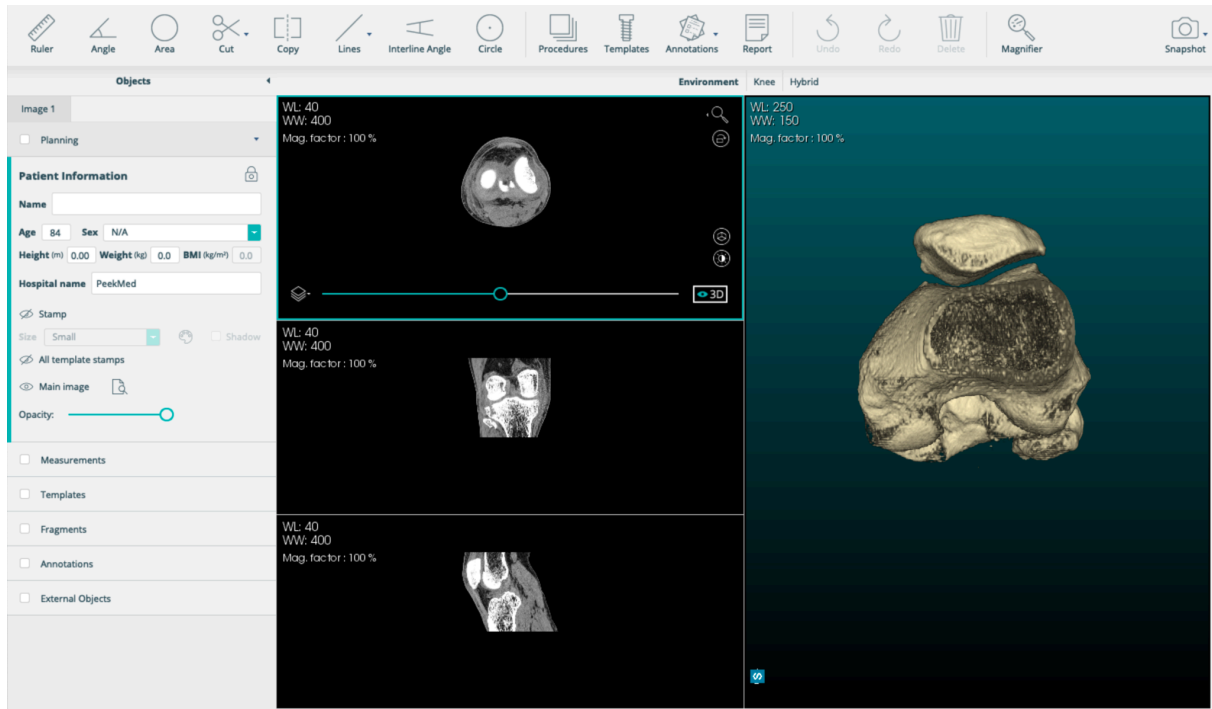 Ruler Angle Area Cut Copy Lines Interline Angle Circle Procedures Templates Annotations Report Undo Redo Delete Magnifier Snapshot
Objects Environment Knee Hybrid
Image 1
Planning
Patient Information
Name
Age 84 Sex N/A
Height (m) 0.00 Weight (kg) 0.0 BMI (kg/m²) 0.0
Hospital name PeekMed
Stamp
Size Small Shadow
All template stamps
Main image
Opacity:
Measurements
Templates
Fragments
Annotations
External Objects
WL: 40
WW: 400
Mag. factor : 100 %
3D
WL: 40
WW: 400
Mag. factor : 100 %
WL: 40
WW: 400
Mag. factor : 100 %
WL: 250
WW: 150
Mag. factor : 100 %